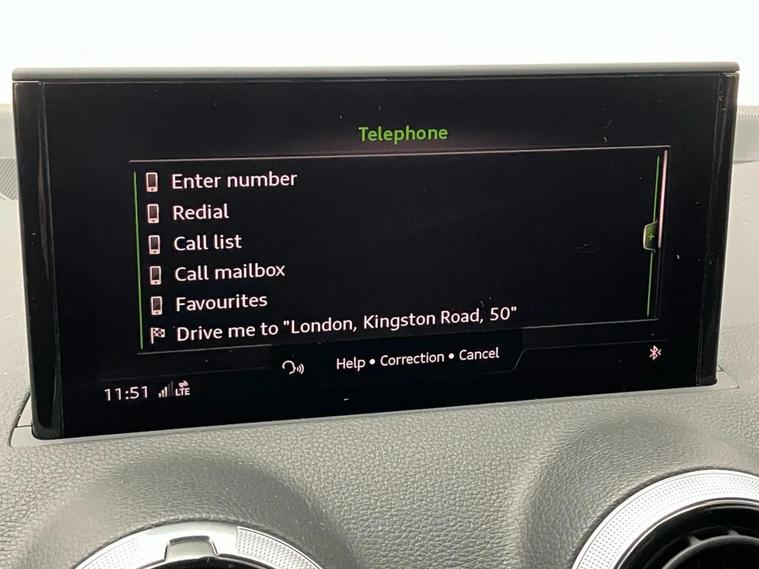 Telephone
Enter number
Redial
Call list
Call mailbox
Favourites
Drive me to "London, Kingston Road, 50"
Help • Correction • Cancel
11:51 LTE